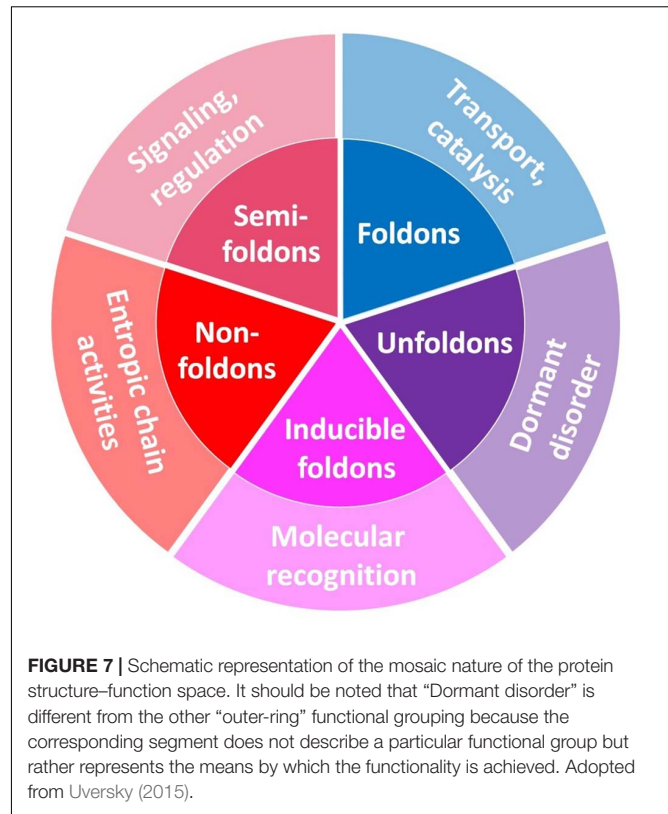 Signaling,
regulation
Transport,
catalysis
Semi-
foldons
Foldons
Non-
foldons
Unfoldons
Entropic chain
activities
Dormant
disorder
Inducible
foldons
Molecular
recognition
FIGURE 7 | Schematic representation of the mosaic nature of the protein
structure–function space. It should be noted that “Dormant disorder” is
different from the other “outer-ring” functional grouping because the
corresponding segment does not describe a particular functional group but
rather represents the means by which the functionality is achieved. Adopted
from Uversky (2015).